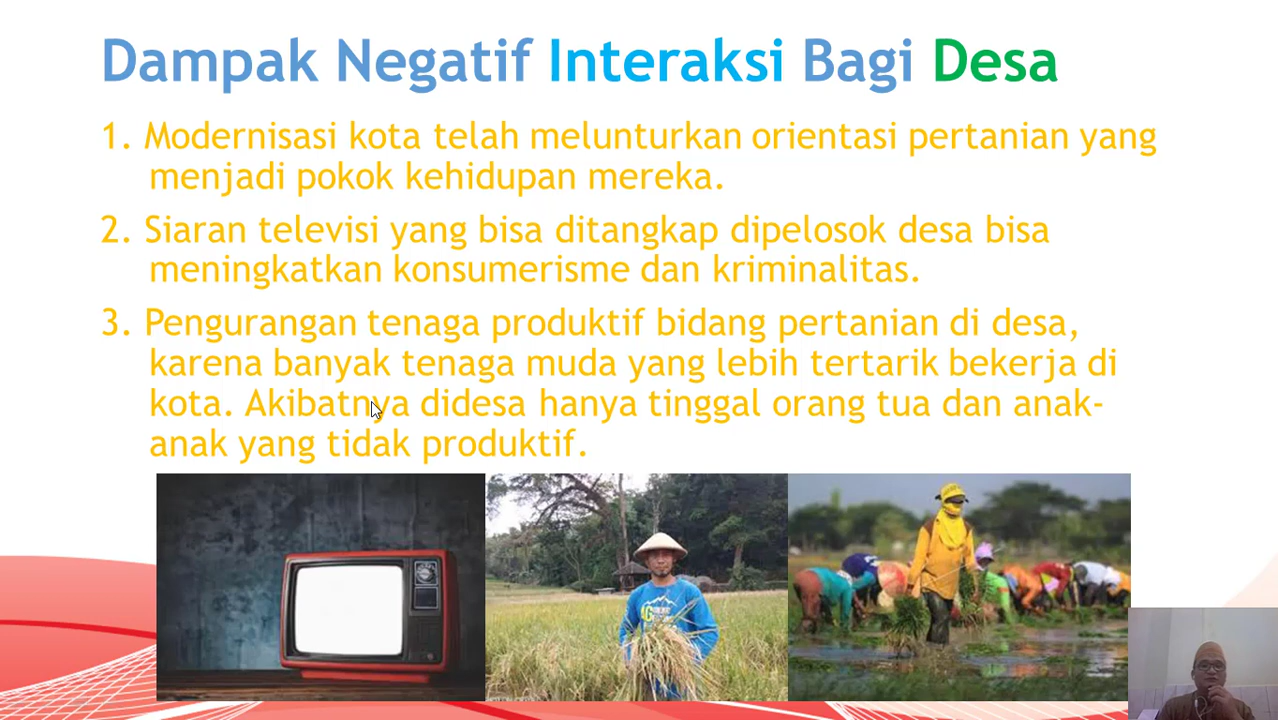 Dampak Negatif Interaksi Bagi Desa
1. Modernisasi kota telah melunturkan orientasi pertanian yang
menjadi pokok kehidupan mereka.
2. Siaran televisi yang bisa ditangkap dipelosok desa bisa
meningkatkan konsumerisme dan kriminalitas.
3. Pengurangan tenaga produktif bidang pertanian di desa,
karena banyak tenaga muda yang lebih tertarik bekerja di
kota. Akibatnya didesa hanya tinggal orang tua dan anak-
anak yang tidak produktif.